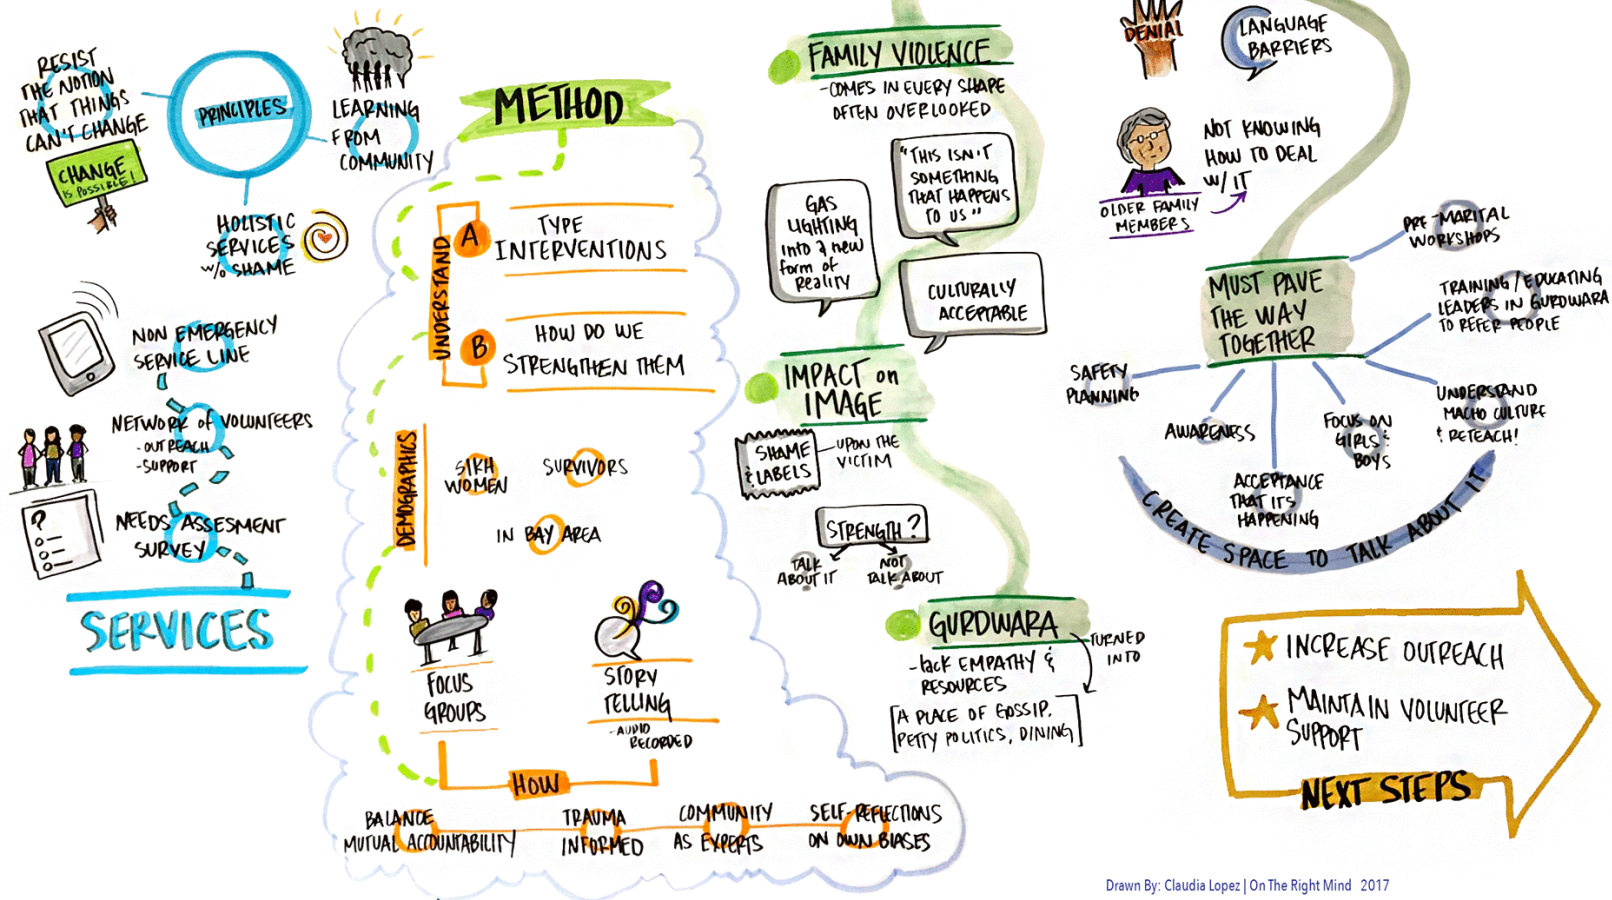 RESIST
THE NOTION
THAT THINGS
CAN'T CHANGE
CHANGE
IS POSSIBLE!
PRINCIPLES
LEARNING
FROM
COMMUNITY
HOLISTIC
SERVICES
w/o SHAME
NON EMERGENCY
SERVICE LINE
NETWORK of VOLUNTEERS
-OUTREACH
-SUPPORT
?
NEEDS ASSESMENT
SURVEY
SERVICES
METHOD
UNDERSTAND
A
TYPE
INTERVENTIONS
B
HOW DO WE
STRENGTHEN THEM
DEMOGRAPHICS
SIKH
WOMEN
SURVIVORS
IN BAY AREA
FOCUS
GROUPS
STORY
TELLING
-AUDIO
RECORDED
HOW
BALANCE
MUTUAL ACCOUNTABILITY
TRAUMA
INFORMED
COMMUNITY
AS EXPERTS
SELF-REFLECTIONS
ON OWN BIASES
FAMILY VIOLENCE
-COMES IN EVERY SHAPE
OFTEN OVERLOOKED
"THIS ISN'T
SOMETHING
THAT HAPPENS
TO US"
GAS
LIGHTING
into a new
form of
Reality
CULTURALLY
ACCEPTABLE
IMPACT on
IMAGE
SHAME
& LABELS
-UPON THE
VICTIM
STRENGTH?
TALK
ABOUT IT
NOT
TALK ABOUT
GURDWARA
TURNED
INTO
-lack EMPATHY &
RESOURCES
[A PLACE OF GOSSIP,
PETTY POLITICS, DINING]
DENIAL
LANGUAGE
BARRIERS
NOT KNOWING
HOW TO DEAL
W/ IT
OLDER FAMILY
MEMBERS
MUST PAVE
THE WAY
TOGETHER
PRE-MARITAL
WORKSHOPS
TRAINING/EDUCATING
LEADERS IN GURDWARA
TO REFER PEOPLE
UNDERSTAND
MACHO CULTURE
& RETEACH!
FOCUS ON
GIRLS &
BOYS
ACCEPTANCE
THAT ITS
HAPPENING
AWARENESS
SAFETY
PLANNING
CREATE SPACE TO TALK ABOUT IT
INCREASE OUTREACH
MAINTAIN VOLUNTEER
SUPPORT
NEXT STEPS
Drawn By: Claudia Lopez | On The Right Mind 2017